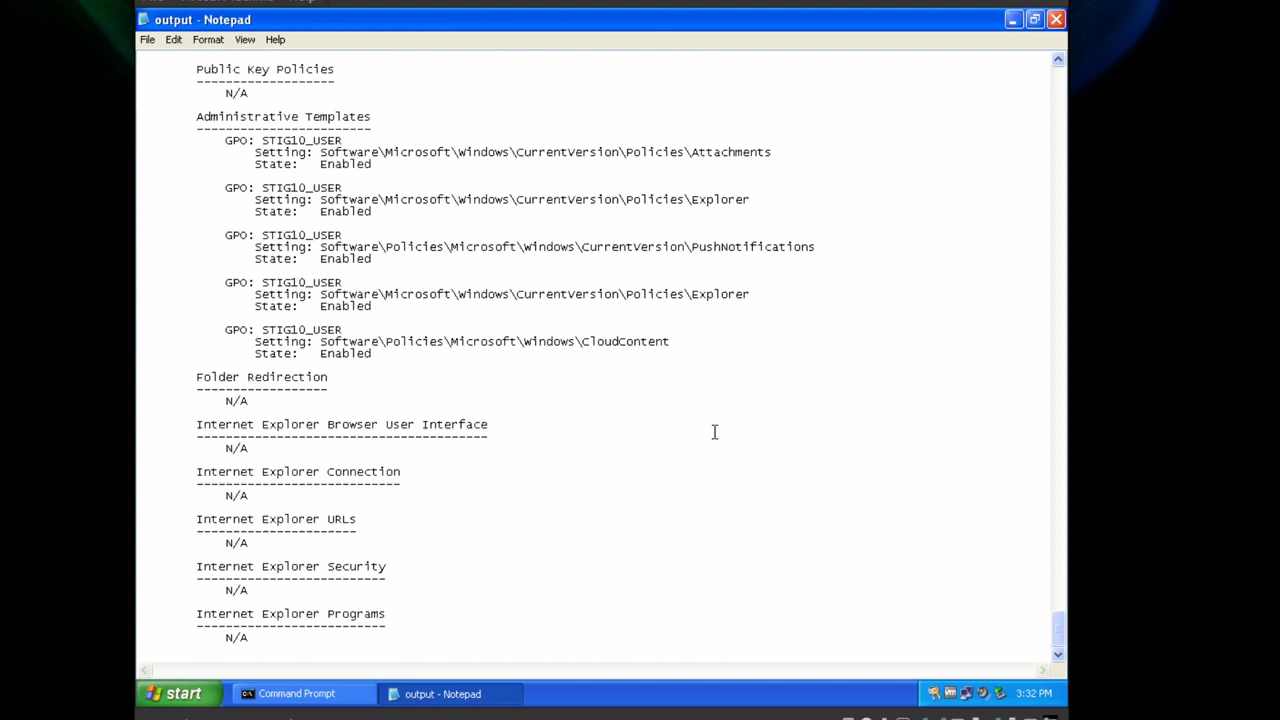 output - Notepad
File Edit Format View Help
Public Key Policies
-------------------
N/A
Administrative Templates
------------------------
GPO: STIG10_USER
Setting: Software\Microsoft\Windows\CurrentVersion\Policies\Attachments
State: Enabled
GPO: STIG10_USER
Setting: Software\Microsoft\Windows\CurrentVersion\Policies\Explorer
State: Enabled
GPO: STIG10_USER
Setting: Software\Policies\Microsoft\Windows\CurrentVersion\PushNotifications
State: Enabled
GPO: STIG10_USER
Setting: Software\Microsoft\Windows\CurrentVersion\Policies\Explorer
State: Enabled
GPO: STIG10_USER
Setting: Software\Policies\Microsoft\Windows\CloudContent
State: Enabled
Folder Redirection
------------------
N/A
Internet Explorer Browser User Interface
----------------------------------------
N/A
Internet Explorer Connection
----------------------------
N/A
Internet Explorer URLs
----------------------
N/A
Internet Explorer Security
--------------------------
N/A
Internet Explorer Programs
--------------------------
N/A
start Command Prompt output - Notepad 3:32 PM